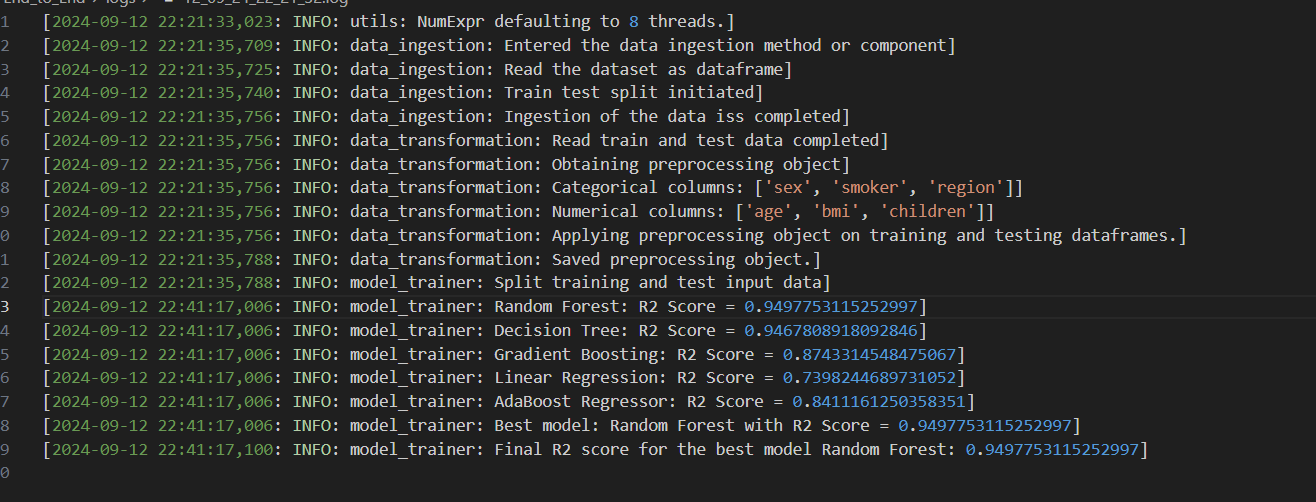 End_to_End > logs > 12_09_24_22_21_32.log
1 [2024-09-12 22:21:33,023: INFO: utils: NumExpr defaulting to 8 threads.]
2 [2024-09-12 22:21:35,709: INFO: data_ingestion: Entered the data ingestion method or component]
3 [2024-09-12 22:21:35,725: INFO: data_ingestion: Read the dataset as dataframe]
4 [2024-09-12 22:21:35,740: INFO: data_ingestion: Train test split initiated]
5 [2024-09-12 22:21:35,756: INFO: data_ingestion: Ingestion of the data iss completed]
6 [2024-09-12 22:21:35,756: INFO: data_transformation: Read train and test data completed]
7 [2024-09-12 22:21:35,756: INFO: data_transformation: Obtaining preprocessing object]
8 [2024-09-12 22:21:35,756: INFO: data_transformation: Categorical columns: ['sex', 'smoker', 'region']]
9 [2024-09-12 22:21:35,756: INFO: data_transformation: Numerical columns: ['age', 'bmi', 'children']]
0 [2024-09-12 22:21:35,756: INFO: data_transformation: Applying preprocessing object on training and testing dataframes.]
1 [2024-09-12 22:21:35,788: INFO: data_transformation: Saved preprocessing object.]
2 [2024-09-12 22:21:35,788: INFO: model_trainer: Split training and test input data]
3 [2024-09-12 22:41:17,006: INFO: model_trainer: Random Forest: R2 Score = 0.9497753115252997]
4 [2024-09-12 22:41:17,006: INFO: model_trainer: Decision Tree: R2 Score = 0.9467808918092846]
5 [2024-09-12 22:41:17,006: INFO: model_trainer: Gradient Boosting: R2 Score = 0.8743314548475067]
6 [2024-09-12 22:41:17,006: INFO: model_trainer: Linear Regression: R2 Score = 0.7398244689731052]
7 [2024-09-12 22:41:17,006: INFO: model_trainer: AdaBoost Regressor: R2 Score = 0.8411161250358351]
8 [2024-09-12 22:41:17,006: INFO: model_trainer: Best model: Random Forest with R2 Score = 0.9497753115252997]
9 [2024-09-12 22:41:17,100: INFO: model_trainer: Final R2 score for the best model Random Forest: 0.9497753115252997]
0